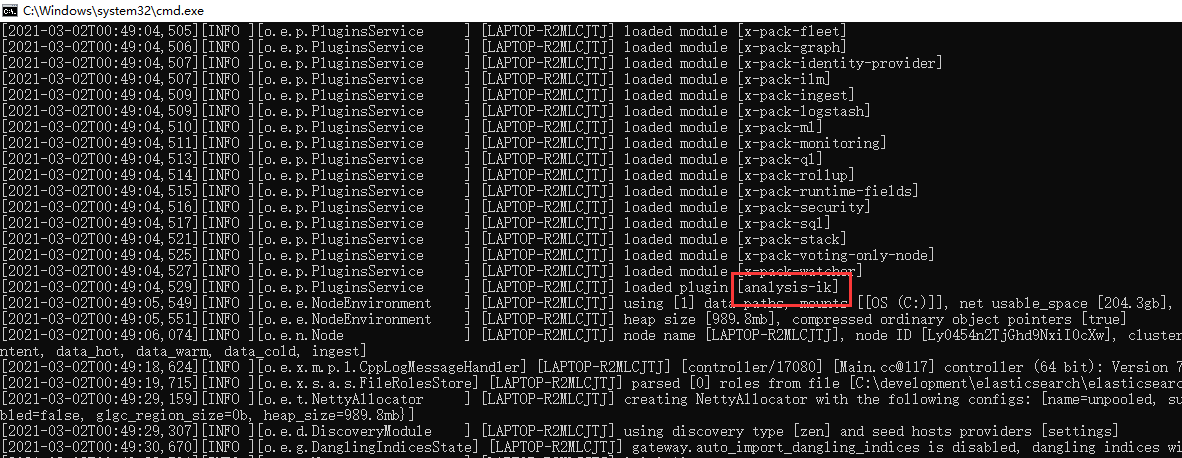 C:\Windows\system32\cmd.exe
[2021-03-02T00:49:04,505][INFO ][o.e.p.PluginsService     ] [LAPTOP-R2MLCJTJ] loaded module [x-pack-fleet]
[2021-03-02T00:49:04,506][INFO ][o.e.p.PluginsService     ] [LAPTOP-R2MLCJTJ] loaded module [x-pack-graph]
[2021-03-02T00:49:04,507][INFO ][o.e.p.PluginsService     ] [LAPTOP-R2MLCJTJ] loaded module [x-pack-identity-provider]
[2021-03-02T00:49:04,507][INFO ][o.e.p.PluginsService     ] [LAPTOP-R2MLCJTJ] loaded module [x-pack-ilm]
[2021-03-02T00:49:04,509][INFO ][o.e.p.PluginsService     ] [LAPTOP-R2MLCJTJ] loaded module [x-pack-ingest]
[2021-03-02T00:49:04,509][INFO ][o.e.p.PluginsService     ] [LAPTOP-R2MLCJTJ] loaded module [x-pack-logstash]
[2021-03-02T00:49:04,510][INFO ][o.e.p.PluginsService     ] [LAPTOP-R2MLCJTJ] loaded module [x-pack-ml]
[2021-03-02T00:49:04,511][INFO ][o.e.p.PluginsService     ] [LAPTOP-R2MLCJTJ] loaded module [x-pack-monitoring]
[2021-03-02T00:49:04,513][INFO ][o.e.p.PluginsService     ] [LAPTOP-R2MLCJTJ] loaded module [x-pack-ql]
[2021-03-02T00:49:04,514][INFO ][o.e.p.PluginsService     ] [LAPTOP-R2MLCJTJ] loaded module [x-pack-rollup]
[2021-03-02T00:49:04,515][INFO ][o.e.p.PluginsService     ] [LAPTOP-R2MLCJTJ] loaded module [x-pack-runtime-fields]
[2021-03-02T00:49:04,516][INFO ][o.e.p.PluginsService     ] [LAPTOP-R2MLCJTJ] loaded module [x-pack-security]
[2021-03-02T00:49:04,517][INFO ][o.e.p.PluginsService     ] [LAPTOP-R2MLCJTJ] loaded module [x-pack-sql]
[2021-03-02T00:49:04,521][INFO ][o.e.p.PluginsService     ] [LAPTOP-R2MLCJTJ] loaded module [x-pack-stack]
[2021-03-02T00:49:04,525][INFO ][o.e.p.PluginsService     ] [LAPTOP-R2MLCJTJ] loaded module [x-pack-voting-only-node]
[2021-03-02T00:49:04,527][INFO ][o.e.p.PluginsService     ] [LAPTOP-R2MLCJTJ] loaded module [x-pack-watcher]
[2021-03-02T00:49:04,529][INFO ][o.e.p.PluginsService     ] [LAPTOP-R2MLCJTJ] loaded plugin [analysis-ik]
[2021-03-02T00:49:05,549][INFO ][o.e.e.NodeEnvironment    ] [LAPTOP-R2MLCJTJ] using [1] data paths, mounts [[OS (C:)]], net usable_space [204.3gb],
[2021-03-02T00:49:05,551][INFO ][o.e.e.NodeEnvironment    ] [LAPTOP-R2MLCJTJ] heap size [989.8mb], compressed ordinary object pointers [true]
[2021-03-02T00:49:06,074][INFO ][o.e.n.Node               ] [LAPTOP-R2MLCJTJ] node name [LAPTOP-R2MLCJTJ], node ID [Ly0454n2TjGhd9NxiI0cXw], cluster
ntent, data_hot, data_warm, data_cold, ingest]
[2021-03-02T00:49:18,624][INFO ][o.e.x.m.p.l.CppLogMessageHandler] [LAPTOP-R2MLCJTJ] [controller/17080] [Main.cc@117] controller (64 bit): Version 7
[2021-03-02T00:49:19,715][INFO ][o.e.x.s.a.s.FileRolesStore] [LAPTOP-R2MLCJTJ] parsed [0] roles from file [C:\development\elasticsearch\elasticsearc
[2021-03-02T00:49:29,159][INFO ][o.e.t.NettyAllocator     ] [LAPTOP-R2MLCJTJ] creating NettyAllocator with the following configs: [name=unpooled, su
bled=false, g1gc_region_size=0b, heap_size=989.8mb}]
[2021-03-02T00:49:29,307][INFO ][o.e.d.DiscoveryModule    ] [LAPTOP-R2MLCJTJ] using discovery type [zen] and seed hosts providers [settings]
[2021-03-02T00:49:30,670][INFO ][o.e.g.DanglingIndicesState] [LAPTOP-R2MLCJTJ] gateway.auto_import_dangling_indices is disabled, dangling indices wi